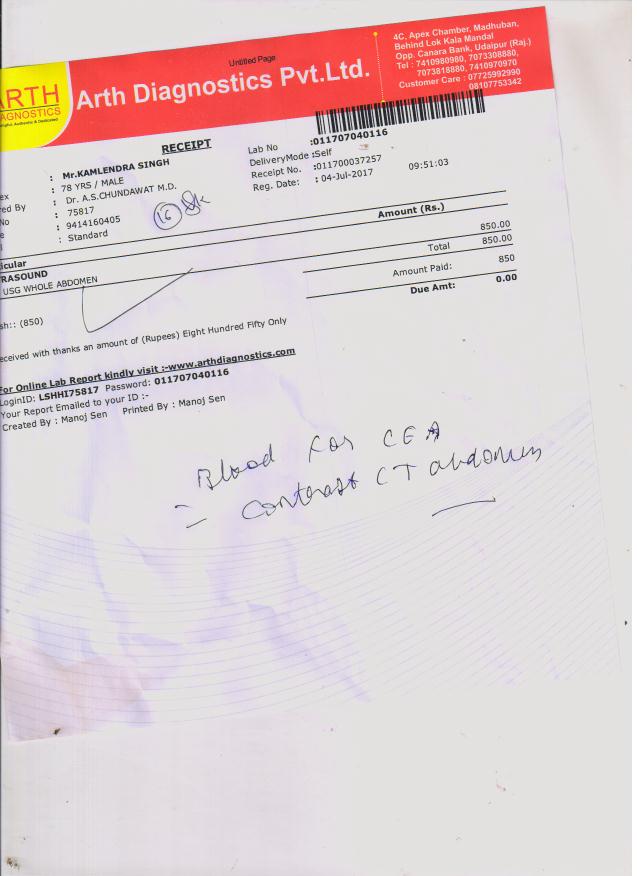 Untitled Page
ARTH
DIAGNOSTICS
Arth Diagnostics Pvt.Ltd.
4C, Apex Chamber, Madhuban,
Behind Lok Kala Mandal
Opp. Canara Bank, Udaipur (Raj.)
Tel : 7410980980, 7073308880,
7073818880, 7410970970
Customer Care : 07725992990
08107753342
RECEIPT
: Mr.KAMLENDRA SINGH
ex : 78 YRS / MALE
red By : Dr. A.S.CHUNDAWAT M.D.
No : 75817
e : 9414160405
: Standard
16
Lab No :011707040116
DeliveryMode :Self
Receipt No. :011700037257
Reg. Date: : 04-Jul-2017 09:51:03
icular Amount (Rs.)
RASOUND
USG WHOLE ABDOMEN 850.00
Total 850.00
Amount Paid: 850
Due Amt: 0.00
sh:: (850)
eceived with thanks an amount of (Rupees) Eight Hundred Fifty Only
For Online Lab Report kindly visit :-www.arthdiagnostics.com
LoginID: LSHHI75817 Password: 011707040116
Your Report Emailed to your ID :-
Created By : Manoj Sen Printed By : Manoj Sen
Blood for CEA
= Contrast CT abdomen